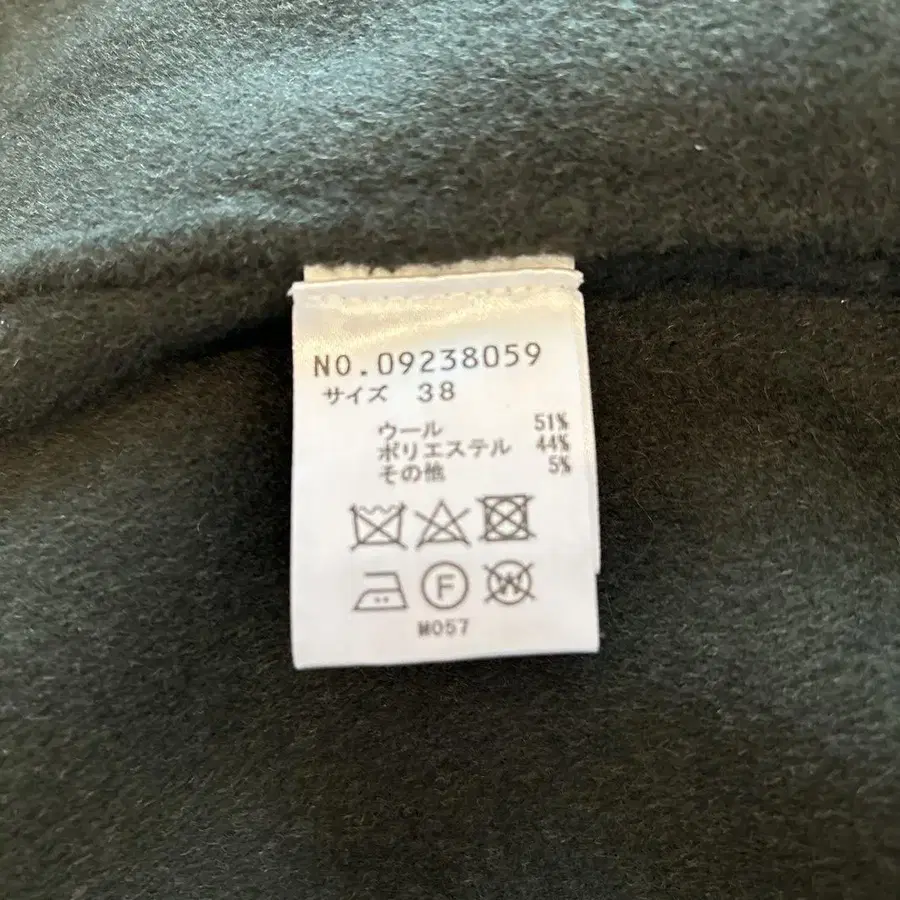 NO.09238059
サイズ 38
ウール 51%
ポリエステル 44%
その他 5%
F W
M057